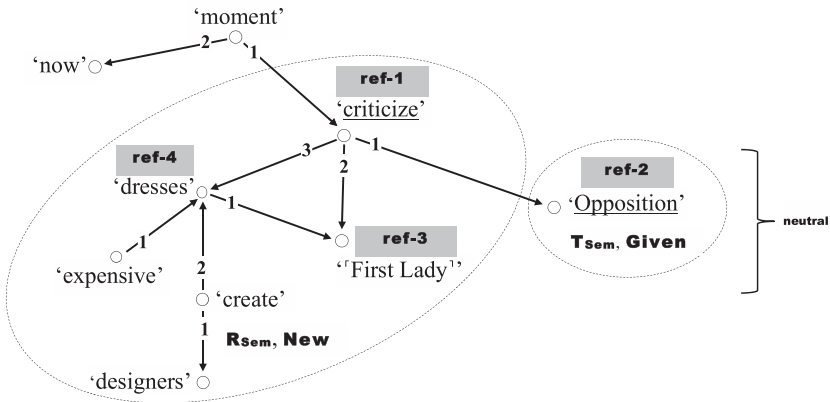 ‘moment’
2
1
‘now’
ref-1
‘criticize’
3
2
1
ref-4
‘dresses’
1
ref-2
‘Opposition’
neutral
TSem, Given
ref-3
‘⌜First Lady⌝’
1
‘expensive’
2
‘create’
1
RSem, New
‘designers’